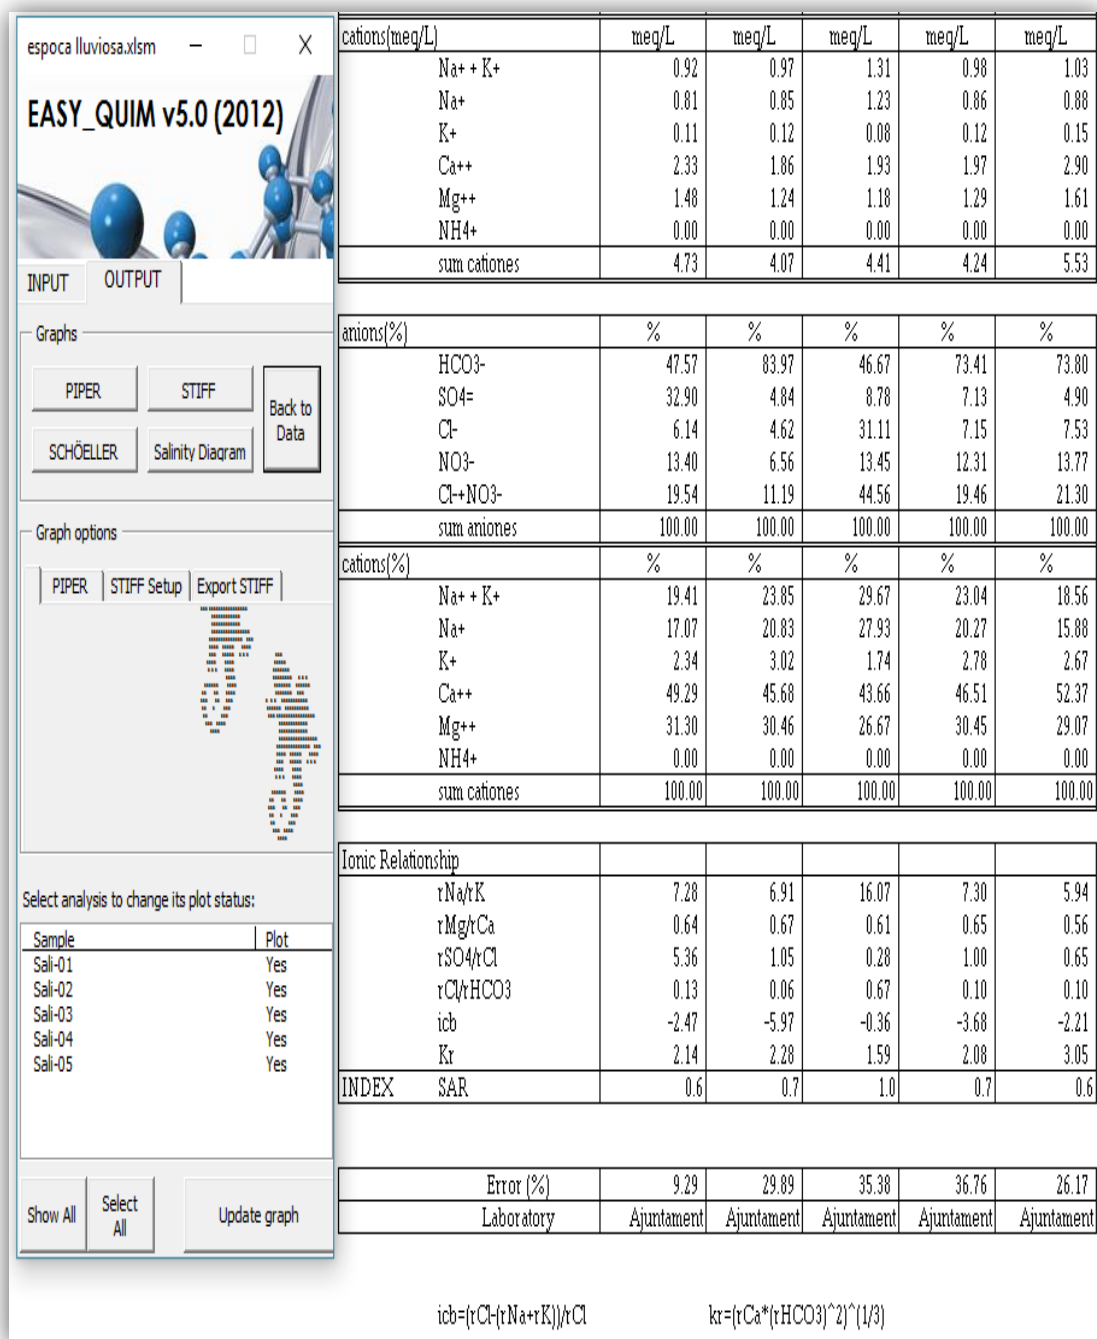 espoca lluviosa.xlsm
EASY_QUIM v5.0 (2012)
INPUT OUTPUT
Graphs
PIPER STIFF Back to Data
SCHÖELLER Salinity Diagram
Graph options
PIPER STIFF Setup Export STIFF
Select analysis to change its plot status:
Sample Plot
Sali-01 Yes
Sali-02 Yes
Sali-03 Yes
Sali-04 Yes
Sali-05 Yes
Show All Select All Update graph
cations(meq/L) meq/L meq/L meq/L meq/L meq/L
Na+ + K+ 0.92 0.97 1.31 0.98 1.03
Na+ 0.81 0.85 1.23 0.86 0.88
K+ 0.11 0.12 0.08 0.12 0.15
Ca++ 2.33 1.86 1.93 1.97 2.90
Mg++ 1.48 1.24 1.18 1.29 1.61
NH4+ 0.00 0.00 0.00 0.00 0.00
sum cationes 4.73 4.07 4.41 4.24 5.53
anions(%) % % % % %
HCO3- 47.57 83.97 46.67 73.41 73.80
SO4= 32.90 4.84 8.78 7.13 4.90
Cl- 6.14 4.62 31.11 7.15 7.53
NO3- 13.40 6.56 13.45 12.31 13.77
Cl-+NO3- 19.54 11.19 44.56 19.46 21.30
sum aniones 100.00 100.00 100.00 100.00 100.00
cations(%) % % % % %
Na+ + K+ 19.41 23.85 29.67 23.04 18.56
Na+ 17.07 20.83 27.93 20.27 15.88
K+ 2.34 3.02 1.74 2.78 2.67
Ca++ 49.29 45.68 43.66 46.51 52.37
Mg++ 31.30 30.46 26.67 30.45 29.07
NH4+ 0.00 0.00 0.00 0.00 0.00
sum cationes 100.00 100.00 100.00 100.00 100.00
Ionic Relationship
rNa/rK 7.28 6.91 16.07 7.30 5.94
rMg/rCa 0.64 0.67 0.61 0.65 0.56
rSO4/rCl 5.36 1.05 0.28 1.00 0.65
rCl/rHCO3 0.13 0.06 0.67 0.10 0.10
icb -2.47 -5.97 -0.36 -3.68 -2.21
Kr 2.14 2.28 1.59 2.08 3.05
INDEX SAR 0.6 0.7 1.0 0.7 0.6
Error (%) 9.29 29.89 35.38 36.76 26.17
Laboratory Ajuntament Ajuntament Ajuntament Ajuntament Ajuntament
icb=(rCl-(rNa+rK))/rCl kr=(rCa*(rHCO3)^2)^(1/3)